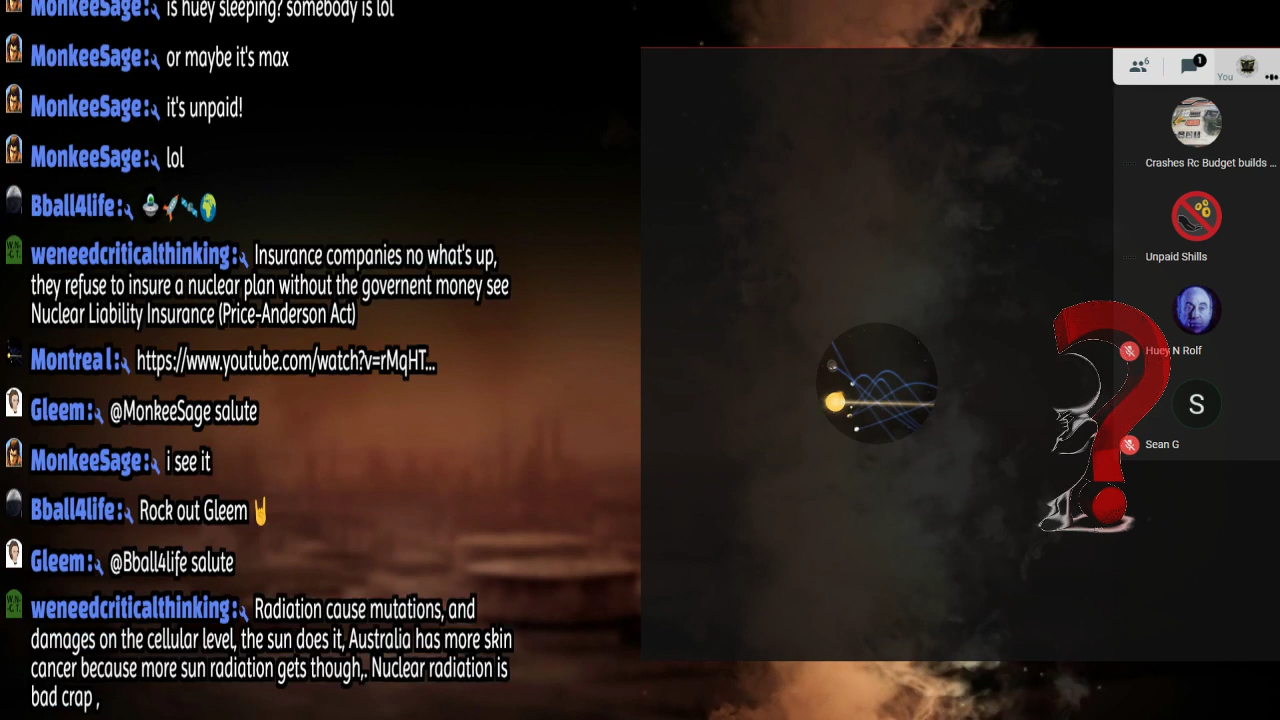 MonkeeSage: is huey sleeping? somebody is lol
MonkeeSage: or maybe it's max
MonkeeSage: it's unpaid!
MonkeeSage: lol
Bball4life: 🛸🚀🛰️🌍
weneedcriticalthinking: Insurance companies no what's up,
they refuse to insure a nuclear plan without the governent money see
Nuclear Liability Insurance (Price-Anderson Act)
Montrea l: https://www.youtube.com/watch?v=rMqHT...
Gleem: @MonkeeSage salute
MonkeeSage: i see it
Bball4life: Rock out Gleem 🤘
Gleem: @Bball4life salute
weneedcriticalthinking: Radiation cause mutations, and
damages on the cellular level, the sun does it, Australia has more skin
cancer because more sun radiation gets though,. Nuclear radiation is
bad crap ,
6
1
You
Crashes Rc Budget builds ...
Unpaid Shills
Huey N Rolf
S
Sean G